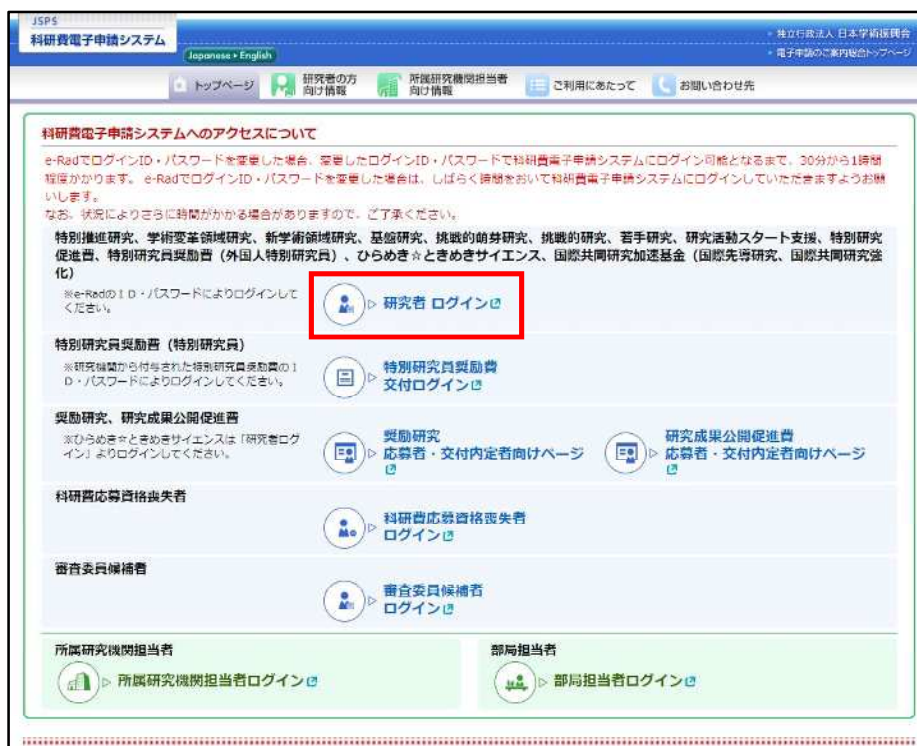 JSPS
科研費電子申請システム
Japanese・English
独立行政法人 日本学術振興会
電子申請のご案内総合トップページ
トップページ
研究者の方
向け情報
所属研究機関担当者
向け情報
ご利用にあたって
お問い合わせ先
科研費電子申請システムへのアクセスについて
e-RadでログインID・パスワードを変更した場合、変更したログインID・パスワードで科研費電子申請システムにログイン可能となるまで、30分から1時間
程度かかります。 e-RadでログインID・パスワードを変更した場合は、しばらく時間をおいて科研費電子申請システムにログインしていただきますようお願
いします。
なお、状況によりさらに時間がかかる場合がありますので、ご了承ください。
特別推進研究、学術変革領域研究、新学術領域研究、基盤研究、挑戦的萌芽研究、挑戦的研究、若手研究、研究活動スタート支援、特別研究
促進費、特別研究員奨励費（外国人特別研究員）、ひらめき☆ときめきサイエンス、国際共同研究加速基金（国際先導研究、国際共同研究強
化）
※e-RadのＩＤ・パスワードによりログインして
ください。
研究者 ログイン
特別研究員奨励費（特別研究員）
※研究機関から付与された特別研究員奨励費のＩ
Ｄ・パスワードによりログインしてください。
特別研究員奨励費
交付ログイン
奨励研究、研究成果公開促進費
※ひらめき☆ときめきサイエンスは「研究者ログ
イン」よりログインしてください。
奨励研究
応募者・交付内定者向けページ
研究成果公開促進費
応募者・交付内定者向けページ
科研費応募資格喪失者
科研費応募資格喪失者
ログイン
審査委員候補者
審査委員候補者
ログイン
所属研究機関担当者
所属研究機関担当者ログイン
部局担当者
部局担当者ログイン